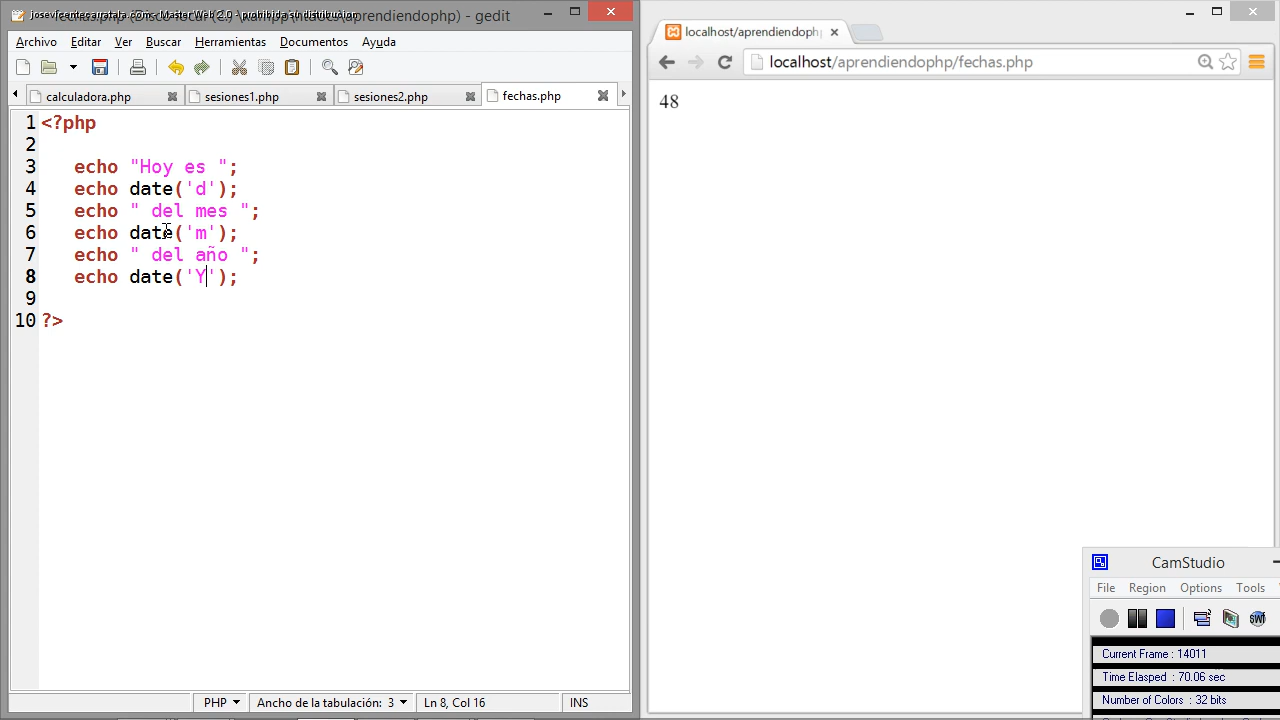 aprendiendophp) - gedit
Archivo Editar Ver Buscar Herramientas Documentos Ayuda
calculadora.php sesiones1.php sesiones2.php fechas.php
1 <?php
2
3 echo "Hoy es ";
4 echo date('d');
5 echo " del mes ";
6 echo date('m');
7 echo " del año ";
8 echo date('Y');
9
10 ?>
PHP Ancho de la tabulación: 3 Ln 8, Col 16 INS
localhost/aprendiendoph
localhost/aprendiendophp/fechas.php
48
CamStudio
File Region Options Tools
Current Frame : 14011
Time Elasped : 70.06 sec
Number of Colors : 32 bits